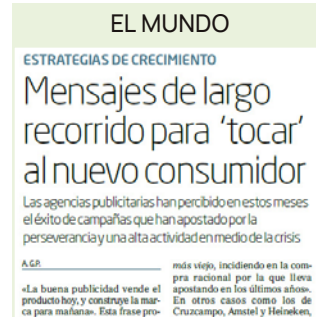 EL MUNDO
ESTRATEGIAS DE CRECIMIENTO
Mensajes de largo
recorrido para ‘tocar’
al nuevo consumidor
Las agencias publicitarias han percibido en estos meses
el éxito de campañas que han apostado por la
perseverancia y una alta actividad en medio de la crisis
A.G.P.
«La buena publicidad vende el
producto hoy, y construye la mar-
ca para mañana». Esta frase pro-
más viejo, incidiendo en la com-
pra racional por la que lleva
apostando en los últimos años».
En otros casos como los de
Cruzcampo, Amstel y Heineken,